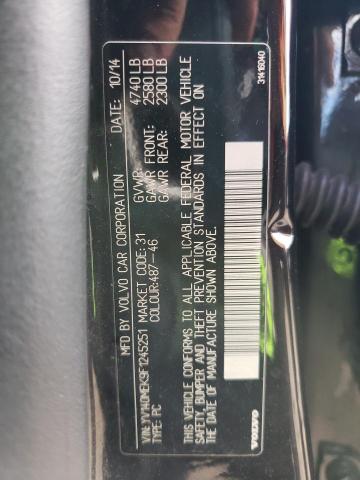 MFD BY VOLVO CAR CORPORATION DATE: 10/14
GVWR: 4740 LB
GAWR FRONT: 2580 LB
GAWR REAR: 2300 LB
MARKET CODE:31
TYPE: PC COLOUR:487-46
THIS VEHICLE CONFORMS TO ALL APPLICABLE FEDERAL MOTOR VEHICLE
SAFETY, BUMPER AND THEFT PREVENTION STANDARDS IN EFFECT ON
THE DATE OF MANUFACTURE SHOWN ABOVE.
VOLVO
31416040